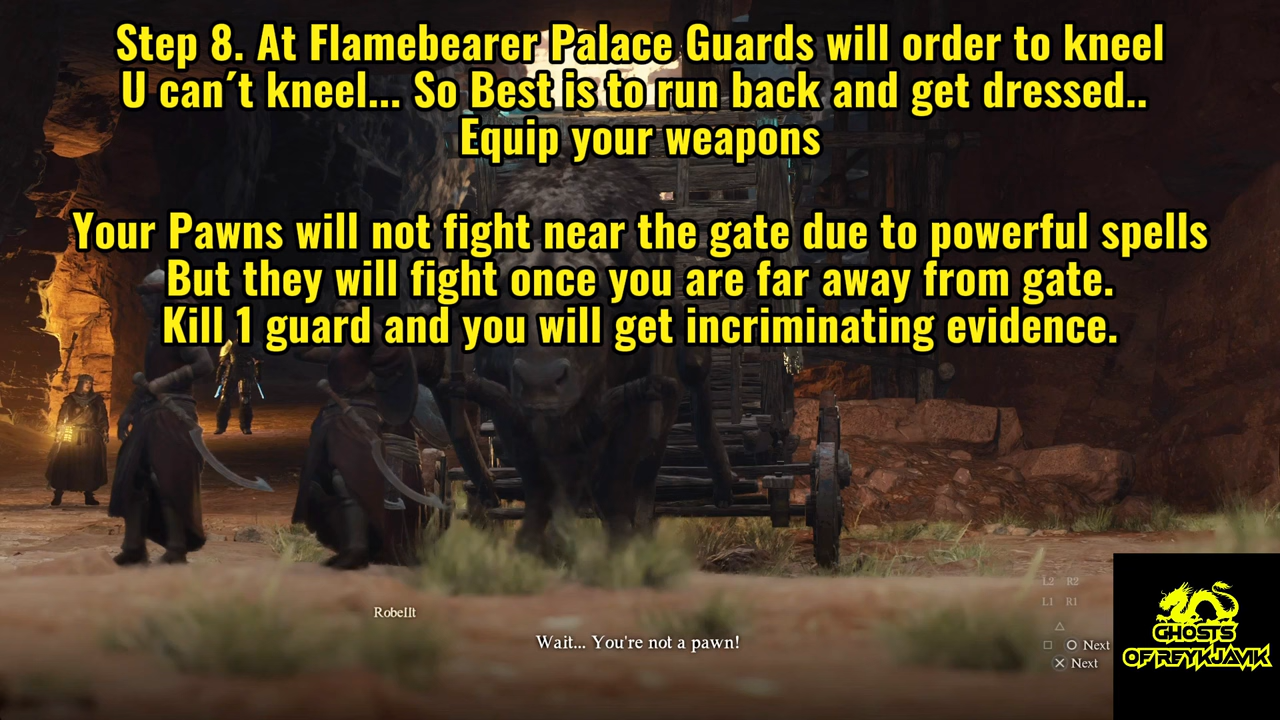 Step 8. At Flamebearer Palace Guards will order to kneel
U can´t kneel... So Best is to run back and get dressed..
Equip your weapons
Your Pawns will not fight near the gate due to powerful spells
But they will fight once you are far away from gate.
Kill 1 guard and you will get incriminating evidence.
L2 R2
L1 R1
Robellt
Wait... You're not a pawn!
Next
Next
GHOSTS
OF REYKJAVIK